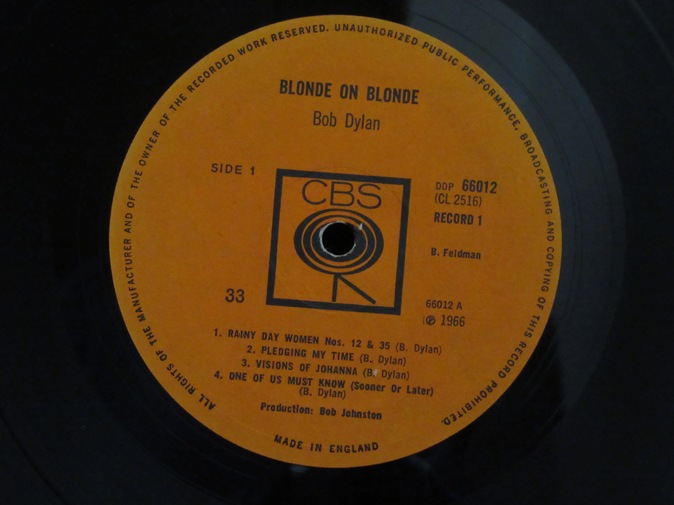 ALL RIGHTS OF THE MANUFACTURER AND OF THE OWNER OF THE RECORDED WORK RESERVED. UNAUTHORIZED PUBLIC PERFORMANCE, BROADCASTING AND COPYING OF THIS RECORD PROHIBITED.
BLONDE ON BLONDE
Bob Dylan
SIDE 1
CBS
DDP 66012
(CL 2516)
RECORD 1
B. Feldman
33
66012 A
℗ 1966
1. RAINY DAY WOMEN Nos. 12 & 35 (B. Dylan)
2. PLEDGING MY TIME (B. Dylan)
3. VISIONS OF JOHANNA (B. Dylan)
4. ONE OF US MUST KNOW (Sooner Or Later)
(B. Dylan)
Production: Bob Johnston
MADE IN ENGLAND